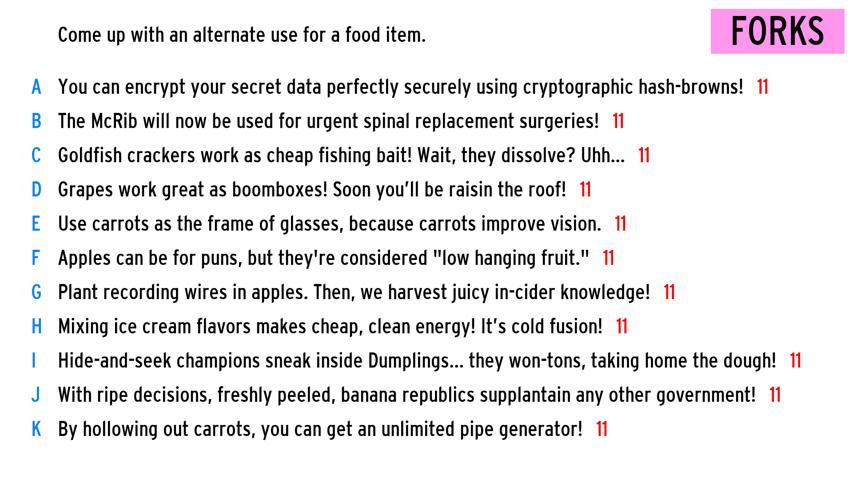 Come up with an alternate use for a food item.
FORKS
A You can encrypt your secret data perfectly securely using cryptographic hash-browns! 11
B The McRib will now be used for urgent spinal replacement surgeries! 11
C Goldfish crackers work as cheap fishing bait! Wait, they dissolve? Uhh... 11
D Grapes work great as boomboxes! Soon you’ll be raisin the roof! 11
E Use carrots as the frame of glasses, because carrots improve vision. 11
F Apples can be for puns, but they're considered "low hanging fruit." 11
G Plant recording wires in apples. Then, we harvest juicy in-cider knowledge! 11
H Mixing ice cream flavors makes cheap, clean energy! It’s cold fusion! 11
I Hide-and-seek champions sneak inside Dumplings... they won-tons, taking home the dough! 11
J With ripe decisions, freshly peeled, banana republics supplantain any other government! 11
K By hollowing out carrots, you can get an unlimited pipe generator! 11